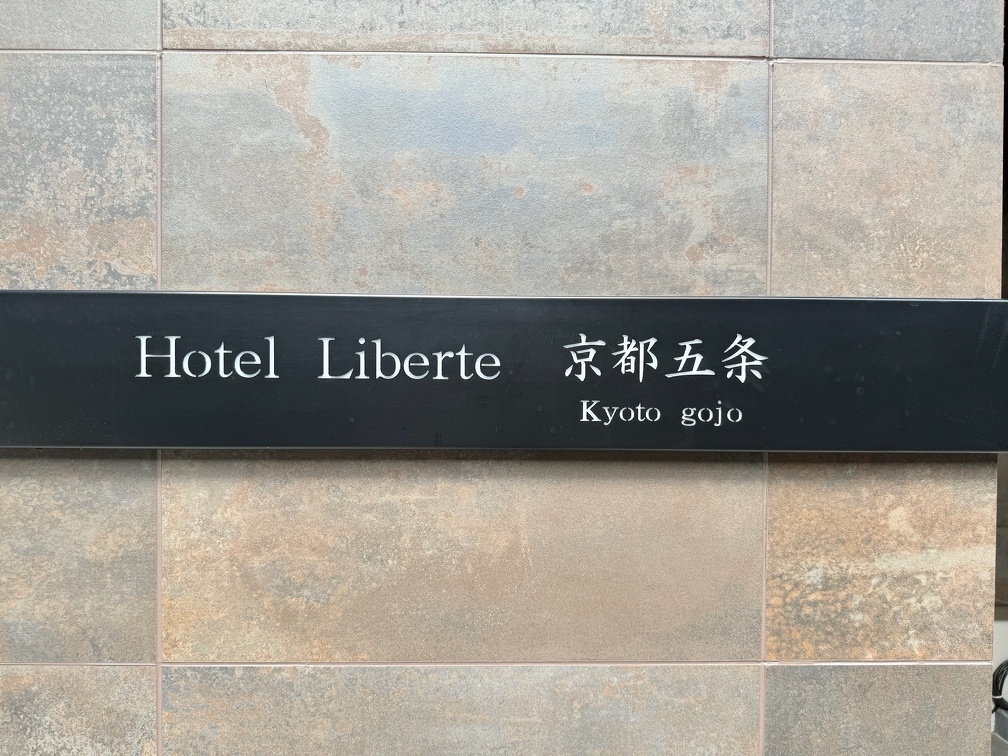 Hotel Liberte 京都五条
Kyoto gojo